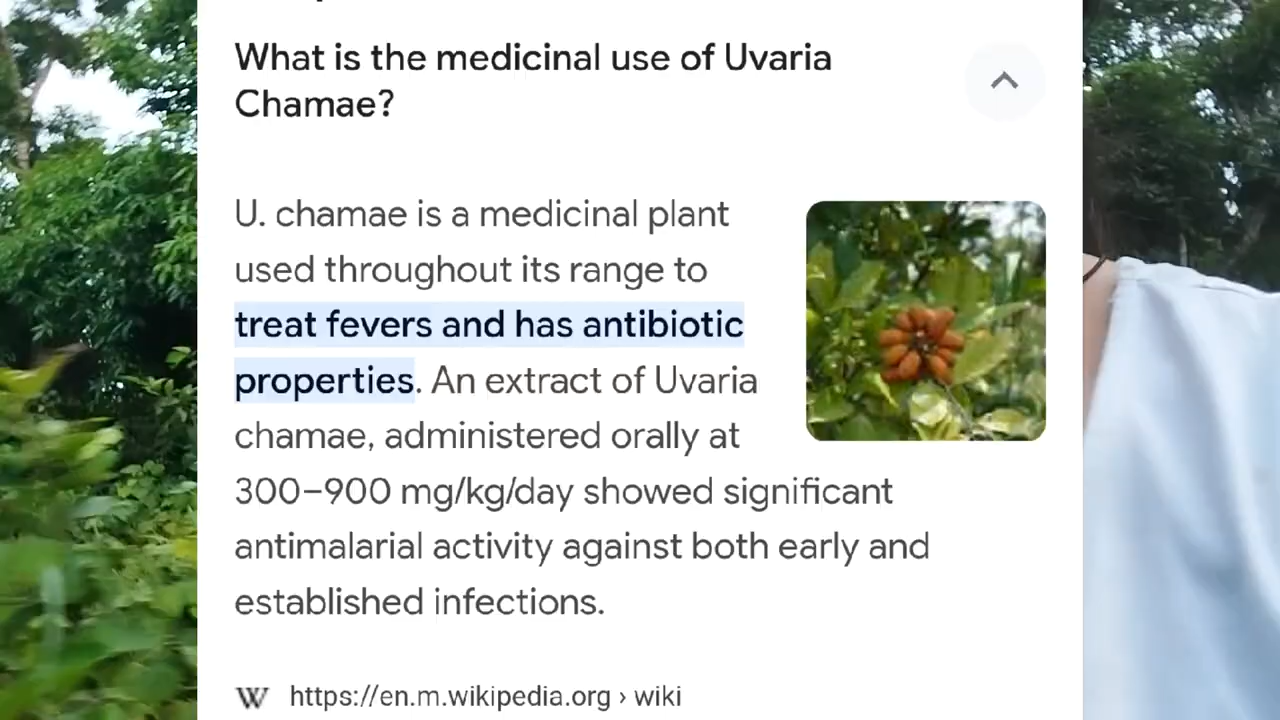 What is the medicinal use of Uvaria
Chamae?
U. chamae is a medicinal plant
used throughout its range to
treat fevers and has antibiotic
properties. An extract of Uvaria
chamae, administered orally at
300–900 mg/kg/day showed significant
antimalarial activity against both early and
established infections.
W https://en.m.wikipedia.org › wiki